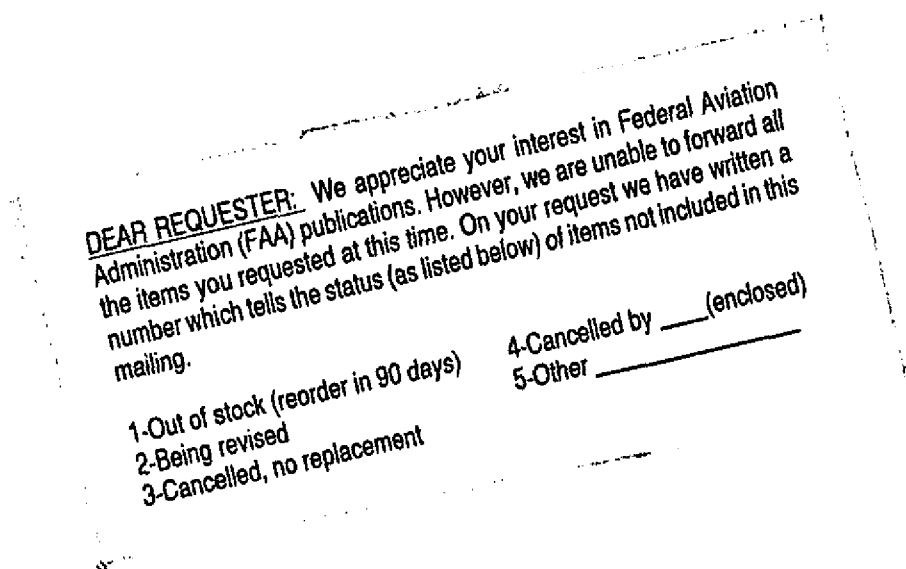 DEAR REQUESTER: We appreciate your interest in Federal Aviation
Administration (FAA) publications. However, we are unable to forward all
the items you requested at this time. On your request we have written a
number which tells the status (as listed below) of items not included in this
mailing.
1-Out of stock (reorder in 90 days)
2-Being revised
3-Cancelled, no replacement
4-Cancelled by ____(enclosed)
5-Other ______________